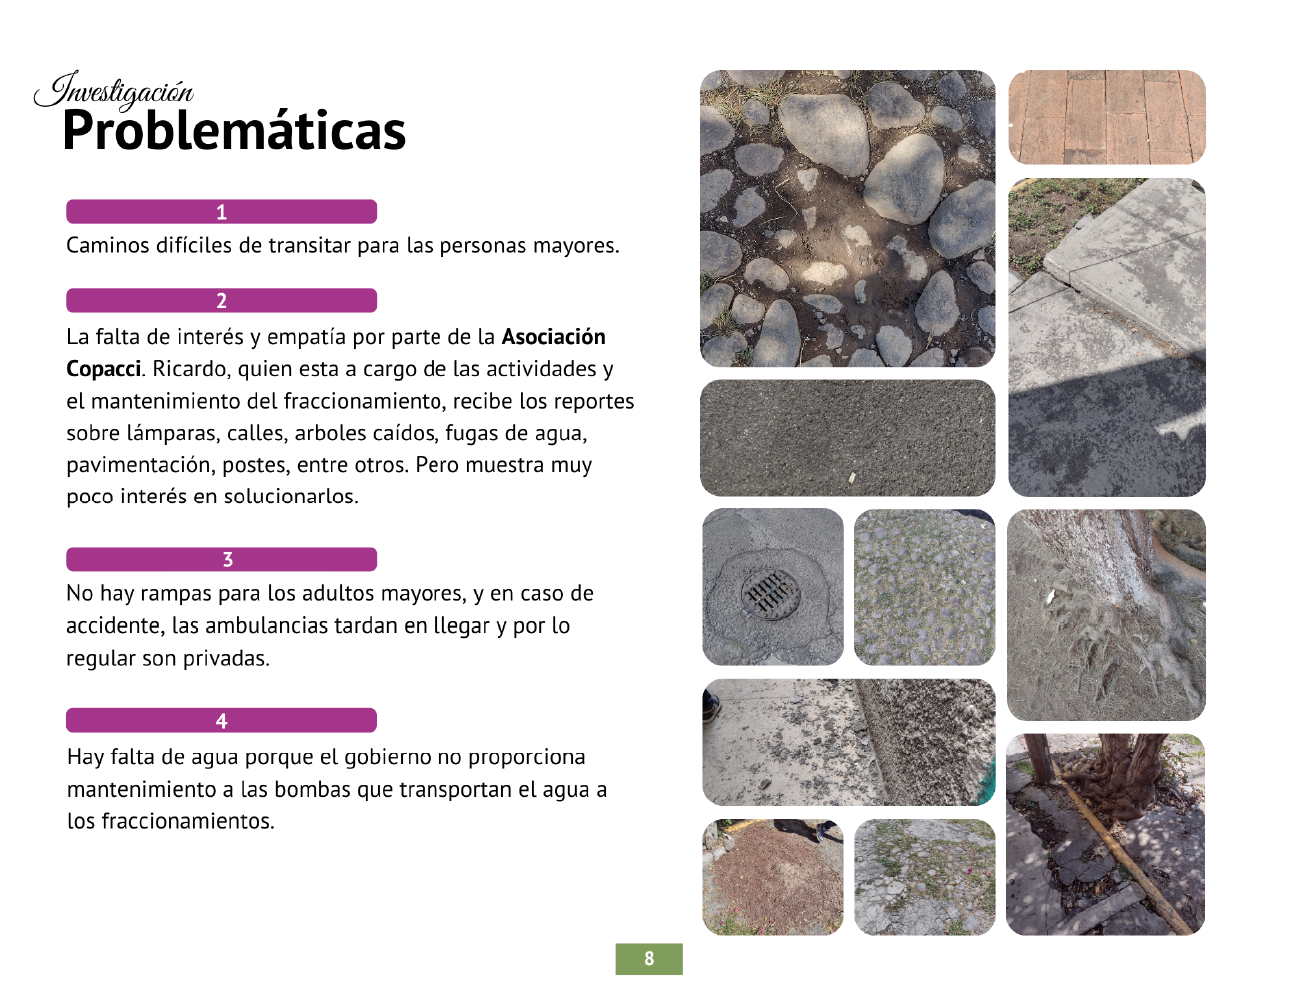 Investigación
Problemáticas
1
Caminos difíciles de transitar para las personas mayores.
2
La falta de interés y empatía por parte de la Asociación
Copacci. Ricardo, quien esta a cargo de las actividades y
el mantenimiento del fraccionamiento, recibe los reportes
sobre lámparas, calles, arboles caídos, fugas de agua,
pavimentación, postes, entre otros. Pero muestra muy
poco interés en solucionarlos.
3
No hay rampas para los adultos mayores, y en caso de
accidente, las ambulancias tardan en llegar y por lo
regular son privadas.
4
Hay falta de agua porque el gobierno no proporciona
mantenimiento a las bombas que transportan el agua a
los fraccionamientos.
8